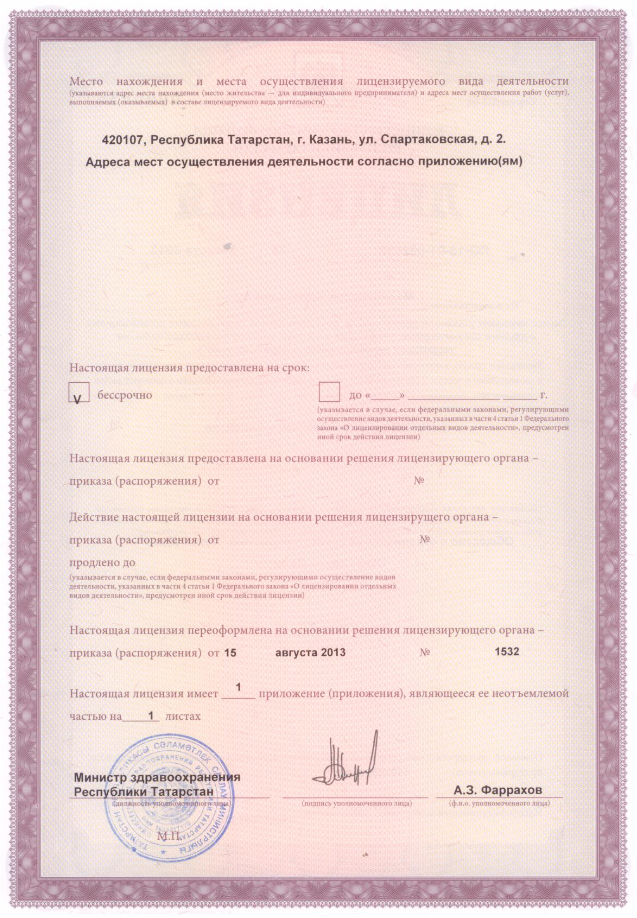 Место нахождения и места осуществления лицензируемого вида деятельности
(указываются адрес места нахождения (место жительства — для индивидуального предпринимателя) и адреса мест осуществления работ (услуг),
выполняемых (оказываемых) в составе лицензируемого вида деятельности)
420107, Республика Татарстан, г. Казань, ул. Спартаковская, д. 2.
Адреса мест осуществления деятельности согласно приложению(ям)
Настоящая лицензия предоставлена на срок:
V бессрочно
до «_____» ________________ ______ г.
(указывается в случае, если федеральными законами, регулирующими
осуществление видов деятельности, указанных в части 4 статьи 1 Федерального
закона «О лицензировании отдельных видов деятельности», предусмотрен
иной срок действия лицензии)
Настоящая лицензия предоставлена на основании решения лицензирующего органа –
приказа (распоряжения) от №
Действие настоящей лицензии на основании решения лицензирущего органа –
приказа (распоряжения) от №
продлено до
(указывается в случае, если федеральными законами, регулирующими осуществление видов
деятельности, указанных в части 4 статьи 1 Федерального закона «О лицензировании отдельных
видов деятельности», предусмотрен иной срок действия лицензии)
Настоящая лицензия переоформлена на основании решения лицензирующего органа –
приказа (распоряжения) от 15 августа 2013 № 1532
Настоящая лицензия имеет 1 приложение (приложения), являющееся ее неотъемлемой
частью на 1 листах
Министр здравоохранения
Республики Татарстан
А.З. Фаррахов
(должность уполномоченного лица)
(подпись уполномоченного лица)
(ф.и.о. уполномоченного лица)
М.П.